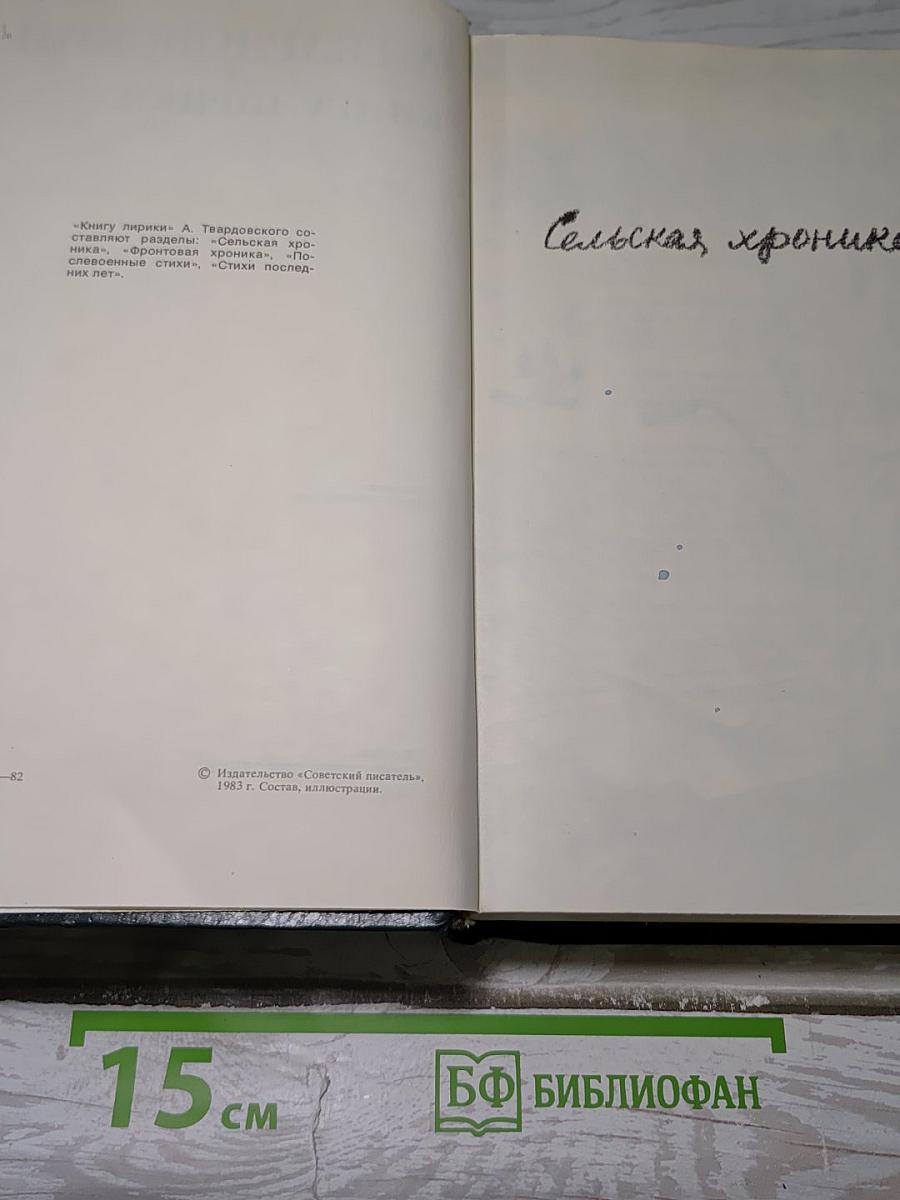 «Книгу лирики» А. Твардовского со-
ставляют разделы: «Сельская хро-
ника», «Фронтовая хроника», «По-
слевоенные стихи», «Стихи послед-
них лет».
—82
© Издательство «Советский писатель»,
1983 г. Состав, иллюстрации.
Сельская хроника
15 см
БФ БИБЛИОФАН